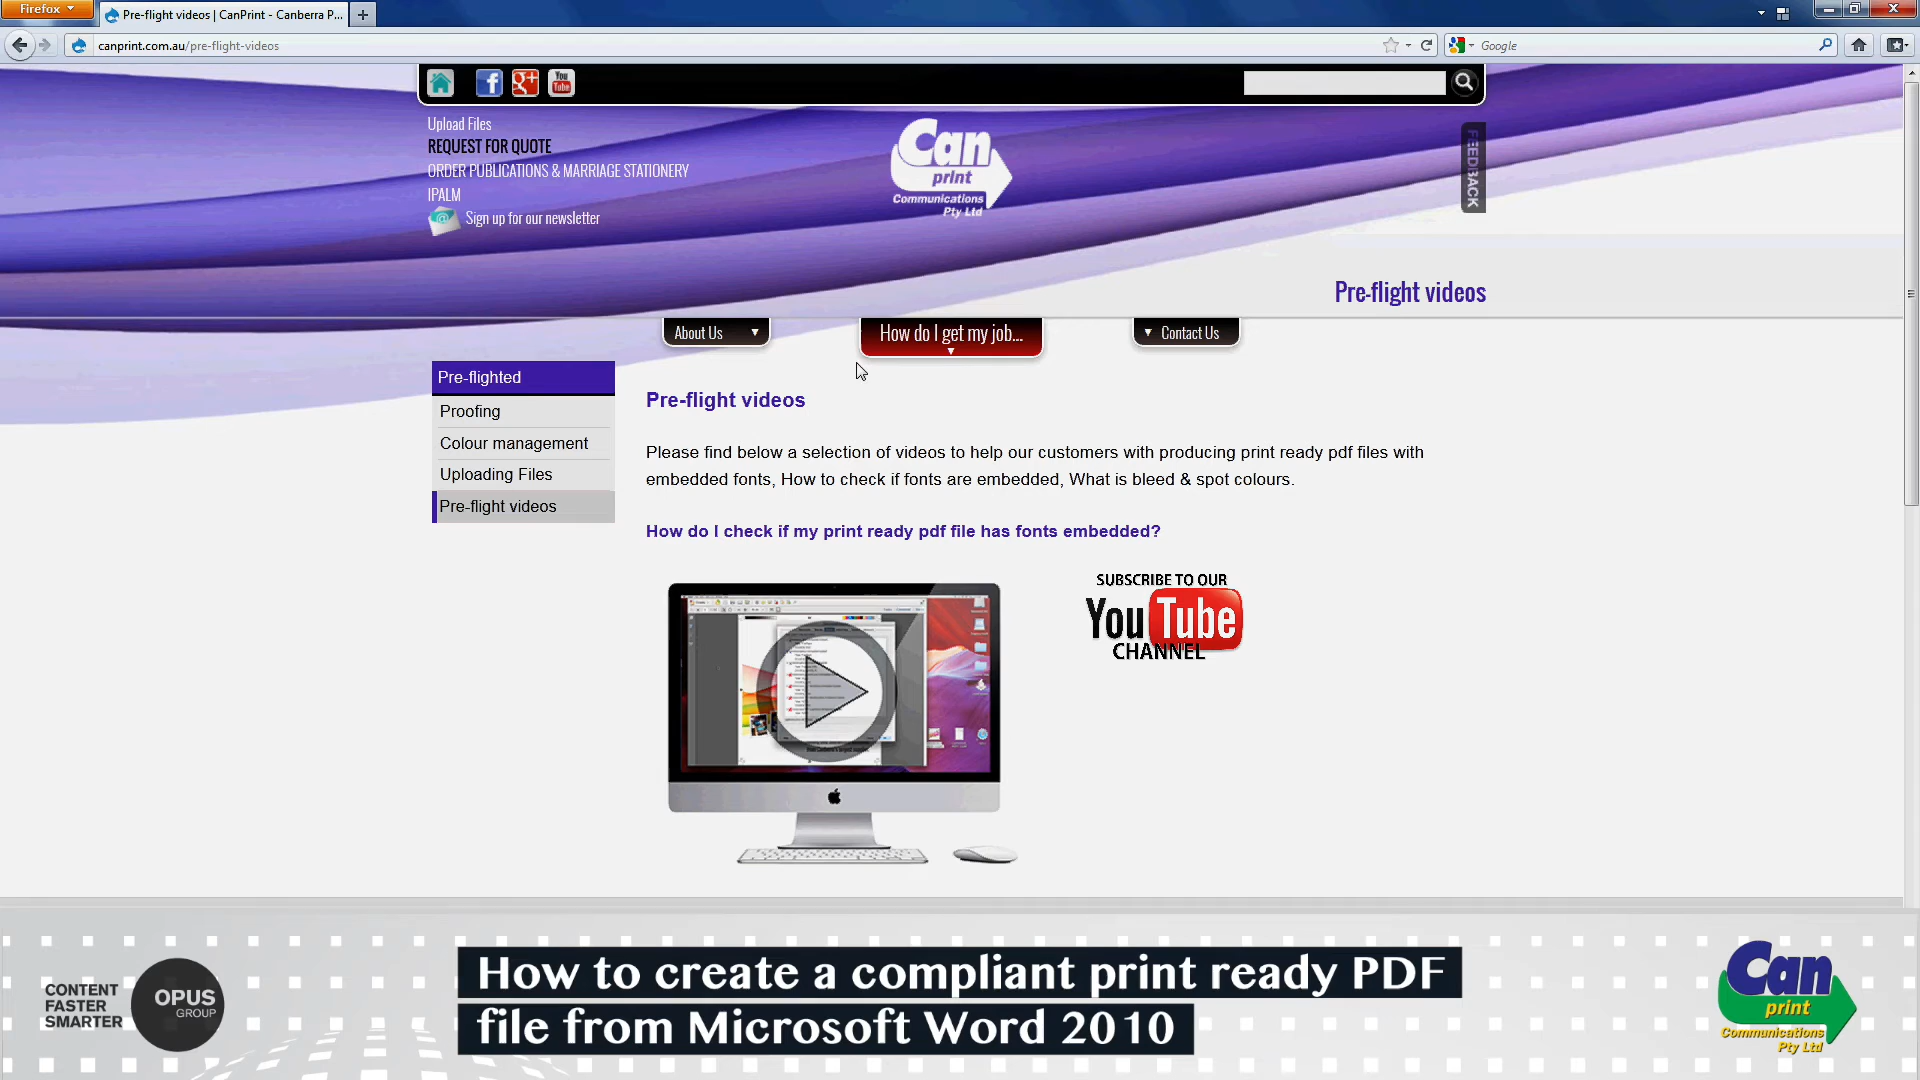 Firefox
Pre-flight videos | CanPrint - Canberra P...
canprint.com.au/pre-flight-videos
Google
You
Tube
Upload Files
REQUEST FOR QUOTE
ORDER PUBLICATIONS & MARRIAGE STATIONERY
IPALM
Sign up for our newsletter
Can
print
Communications
Pty Ltd
FEEDBACK
Pre-flight videos
About Us
How do I get my job...
Contact Us
Pre-flighted
Proofing
Colour management
Uploading Files
Pre-flight videos
Pre-flight videos
Please find below a selection of videos to help our customers with producing print ready pdf files with
embedded fonts, How to check if fonts are embedded, What is bleed & spot colours.
How do I check if my print ready pdf file has fonts embedded?
SUBSCRIBE TO OUR
YouTube
CHANNEL
CONTENT
FASTER
SMARTER
OPUS
GROUP
How to create a compliant print ready PDF
file from Microsoft Word 2010
Can
print
Communications
Pty Ltd